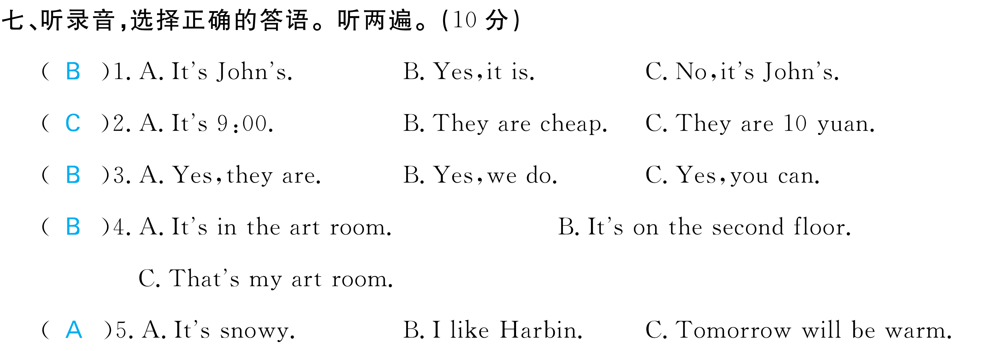 七、听录音,选择正确的答语。听两遍。(10 分)
( B )1. A. It's John's. B. Yes,it is. C. No,it's John's.
( C )2. A. It's 9:00. B. They are cheap. C. They are 10 yuan.
( B )3. A. Yes,they are. B. Yes,we do. C. Yes,you can.
( B )4. A. It's in the art room. B. It's on the second floor.
C. That's my art room.
( A )5. A. It's snowy. B. I like Harbin. C. Tomorrow will be warm.